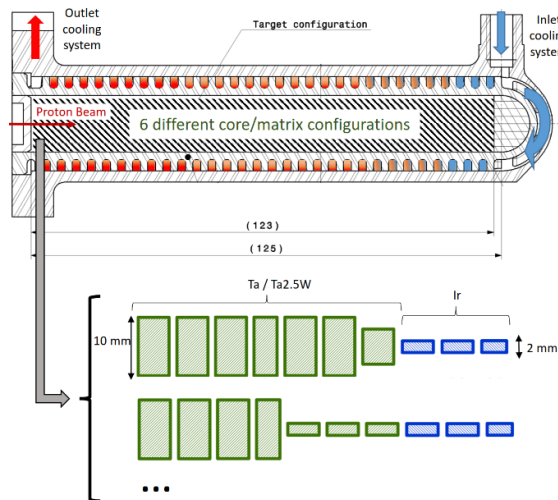 Outlet
cooling
system
Target configuration
Inlet
cooling
system
Proton Beam
6 different core/matrix configurations
(123)
(125)
Ta / Ta2.5W
Ir
10 mm
2 mm
...